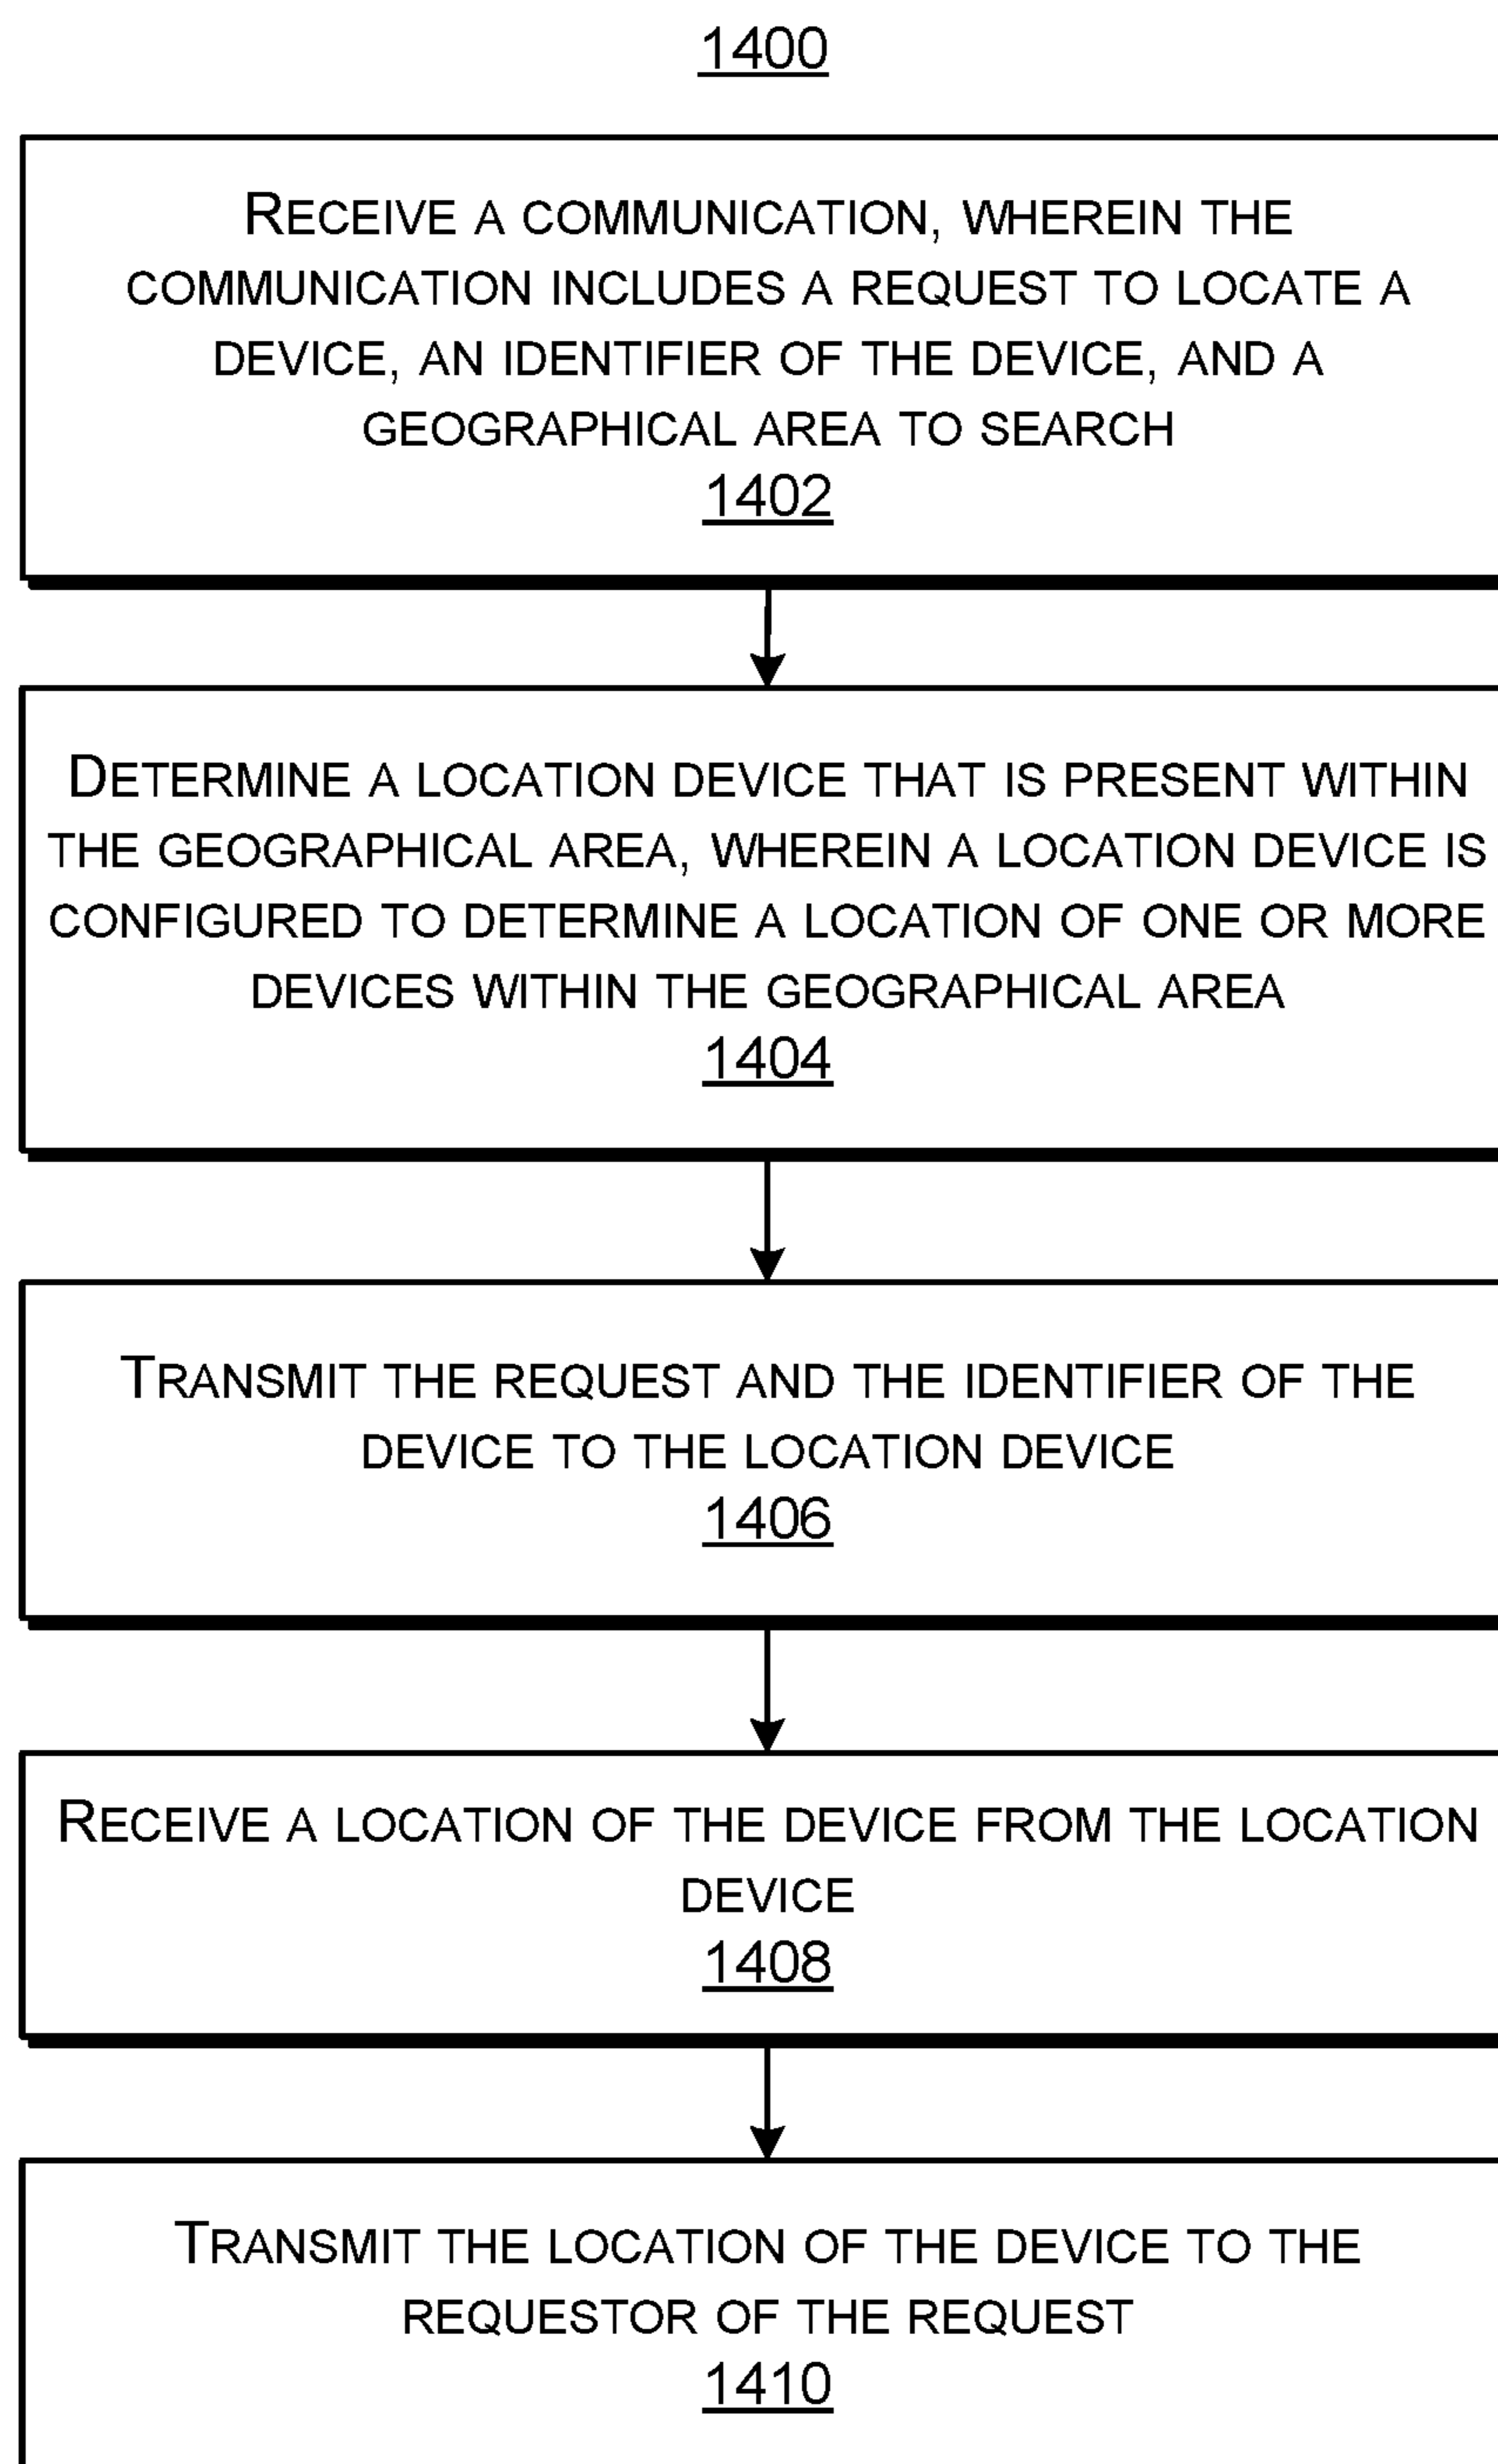 1400
RECEIVE A COMMUNICATION, WHEREIN THE
COMMUNICATION INCLUDES A REQUEST TO LOCATE A
DEVICE, AN IDENTIFIER OF THE DEVICE, AND A
GEOGRAPHICAL AREA TO SEARCH
1402
DETERMINE A LOCATION DEVICE THAT IS PRESENT WITHIN
THE GEOGRAPHICAL AREA, WHEREIN A LOCATION DEVICE IS
CONFIGURED TO DETERMINE A LOCATION OF ONE OR MORE
DEVICES WITHIN THE GEOGRAPHICAL AREA
1404
TRANSMIT THE REQUEST AND THE IDENTIFIER OF THE
DEVICE TO THE LOCATION DEVICE
1406
RECEIVE A LOCATION OF THE DEVICE FROM THE LOCATION
DEVICE
1408
TRANSMIT THE LOCATION OF THE DEVICE TO THE
REQUESTOR OF THE REQUEST
1410